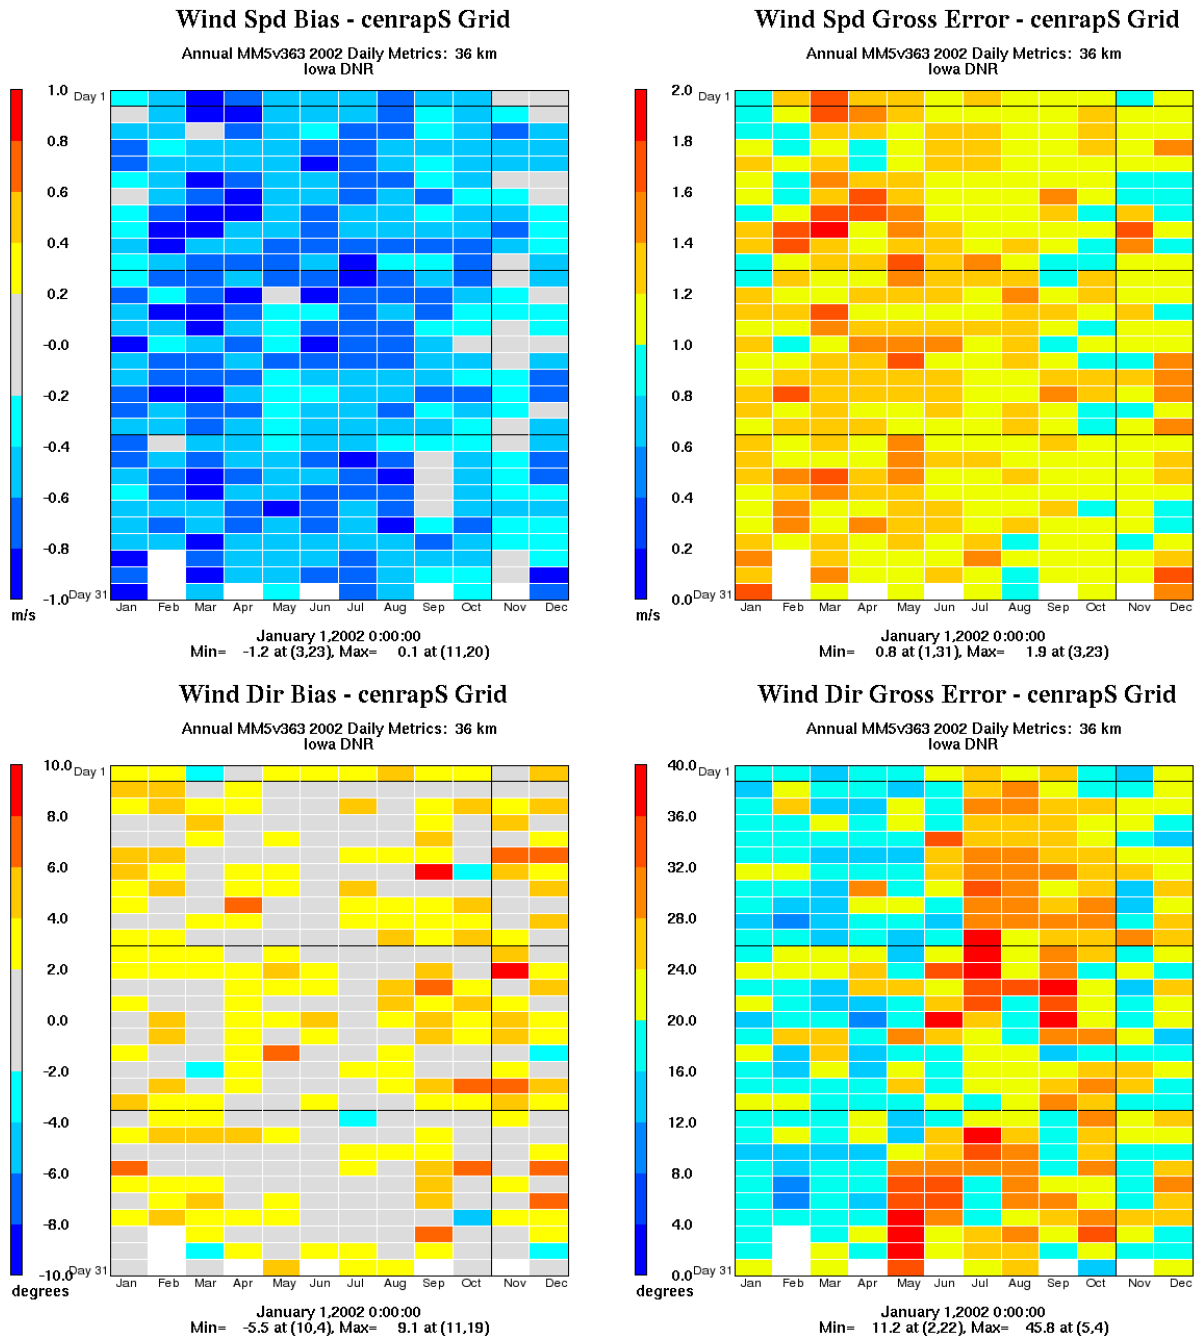 Wind Spd Bias - cenrapS Grid
Annual MM5v363 2002 Daily Metrics: 36 km
Iowa DNR
1.0
0.8
0.6
0.4
0.2
-0.0
-0.2
-0.4
-0.6
-0.8
-1.0
m/s
Day 1
Day 31
Jan Feb Mar Apr May Jun Jul Aug Sep Oct Nov Dec
January 1,2002 0:00:00
Min= -1.2 at (3,23), Max= 0.1 at (11,20)
Wind Spd Gross Error - cenrapS Grid
Annual MM5v363 2002 Daily Metrics: 36 km
Iowa DNR
2.0
1.8
1.6
1.4
1.2
1.0
0.8
0.6
0.4
0.2
0.0
m/s
Day 1
Day 31
Jan Feb Mar Apr May Jun Jul Aug Sep Oct Nov Dec
January 1,2002 0:00:00
Min= 0.8 at (1,31), Max= 1.9 at (3,23)
Wind Dir Bias - cenrapS Grid
Annual MM5v363 2002 Daily Metrics: 36 km
Iowa DNR
10.0
8.0
6.0
4.0
2.0
0.0
-2.0
-4.0
-6.0
-8.0
-10.0
degrees
Day 1
Day 31
Jan Feb Mar Apr May Jun Jul Aug Sep Oct Nov Dec
January 1,2002 0:00:00
Min= -5.5 at (10,4), Max= 9.1 at (11,19)
Wind Dir Gross Error - cenrapS Grid
Annual MM5v363 2002 Daily Metrics: 36 km
Iowa DNR
40.0
36.0
32.0
28.0
24.0
20.0
16.0
12.0
8.0
4.0
0.0
degrees
Day 1
Day 31
Jan Feb Mar Apr May Jun Jul Aug Sep Oct Nov Dec
January 1,2002 0:00:00
Min= 11.2 at (2,22), Max= 45.8 at (5,4)